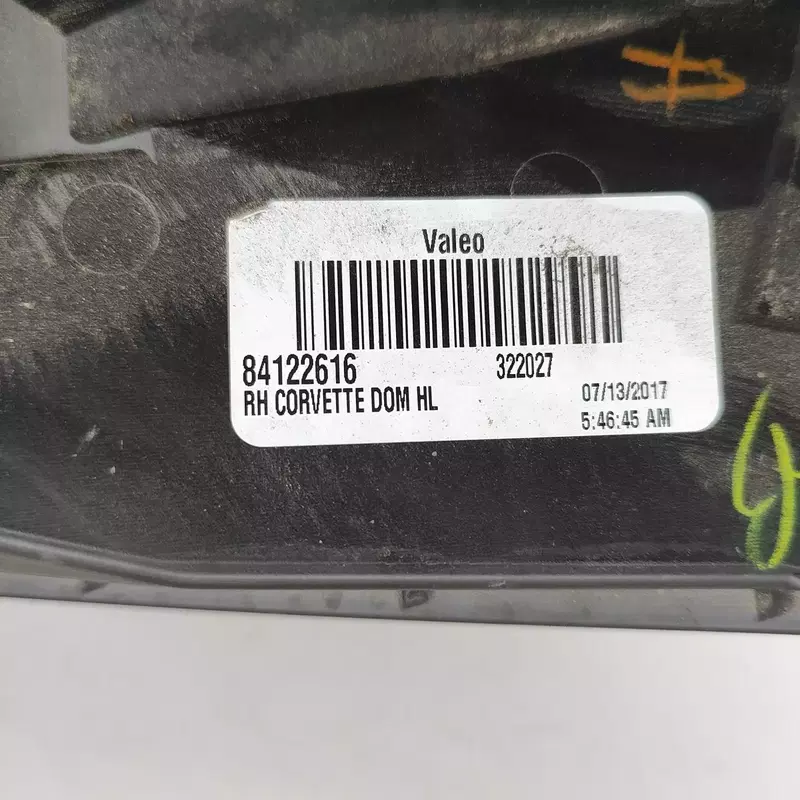 Valeo
84122616 322027
RH CORVETTE DOM HL 07/13/2017
5:46:45 AM